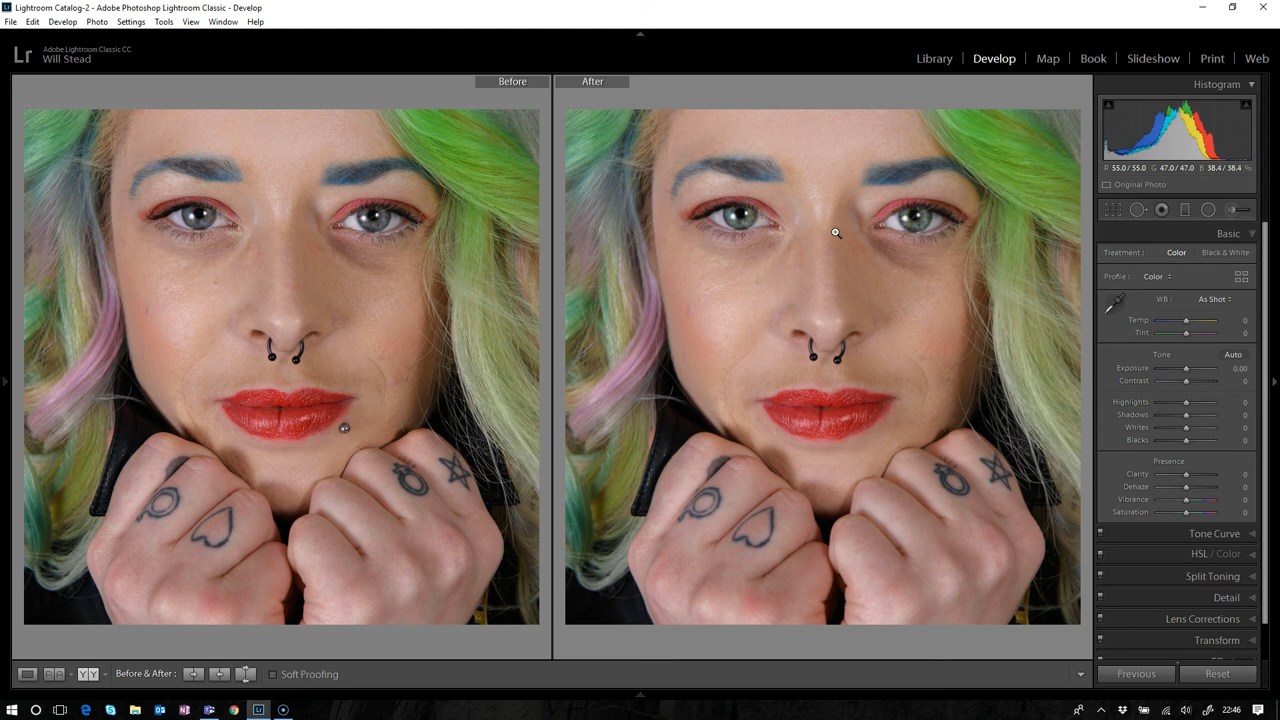 Lightroom Catalog-2 - Adobe Photoshop Lightroom Classic - Develop
File Edit Develop Photo Settings Tools View Window Help
Lr
Adobe Lightroom Classic CC
Will Stead
Library | Develop | Map | Book | Slideshow | Print | Web
Before After
Histogram
R 55.0/ 55.0 G 47.0/ 47.0 B 38.4/ 38.4 %
Original Photo
Basic
Treatment : Color Black & White
Profile : Color
WB : As Shot
Temp 0
Tint 0
Tone Auto
Exposure 0.00
Contrast 0
Highlights 0
Shadows 0
Whites 0
Blacks 0
Presence
Clarity 0
Dehaze 0
Vibrance 0
Saturation 0
Tone Curve
HSL / Color
Split Toning
Detail
Lens Corrections
Transform
Before & After : Soft Proofing
Previous Reset
22:46